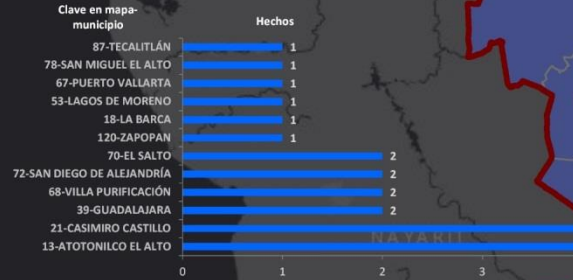 Clave en mapa-
municipio
Hechos
87-TECALITLÁN 1
78-SAN MIGUEL EL ALTO 1
67-PUERTO VALLARTA 1
53-LAGOS DE MORENO 1
18-LA BARCA 1
120-ZAPOPAN 1
70-EL SALTO 2
72-SAN DIEGO DE ALEJANDRÍA 2
68-VILLA PURIFICACIÓN 2
39-GUADALAJARA 2
21-CASIMIRO CASTILLO
NAYARIT
13-ATOTONILCO EL ALTO
0 1 2 3